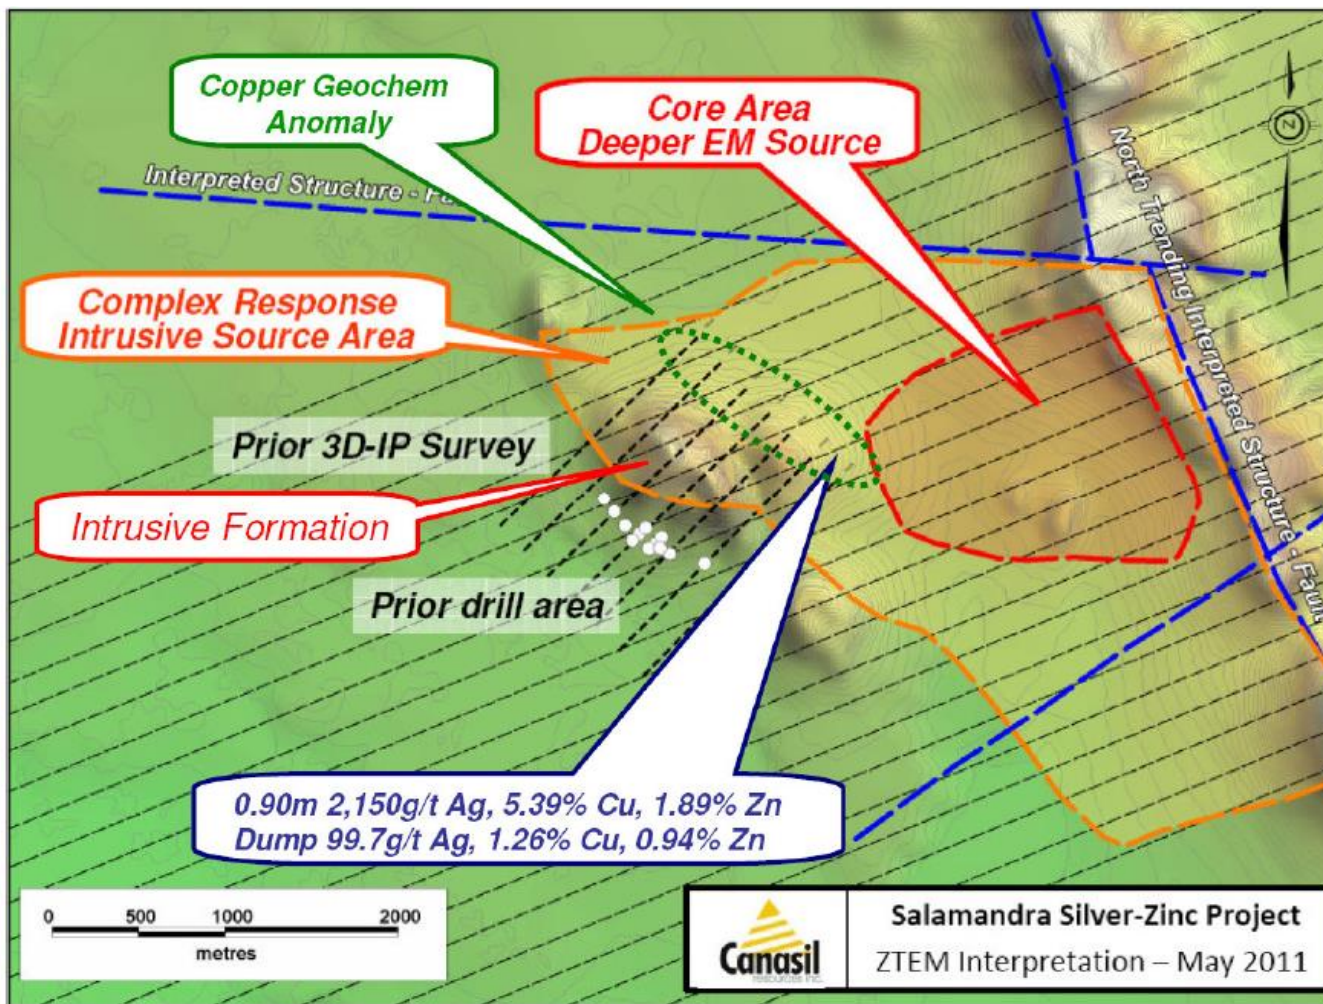 Copper Geochem
Anomaly
Core Area
Deeper EM Source
Interpreted Structure - Fa
North Trending Interpreted Structure - Fault
Z
Complex Response
Intrusive Source Area
Prior 3D-IP Survey
Intrusive Formation
Prior drill area
0.90m 2,150g/t Ag, 5.39% Cu, 1.89% Zn
Dump 99.7g/t Ag, 1.26% Cu, 0.94% Zn
0 500 1000 2000
metres
Canasil
resources inc.
Salamandra Silver-Zinc Project
ZTEM Interpretation – May 2011